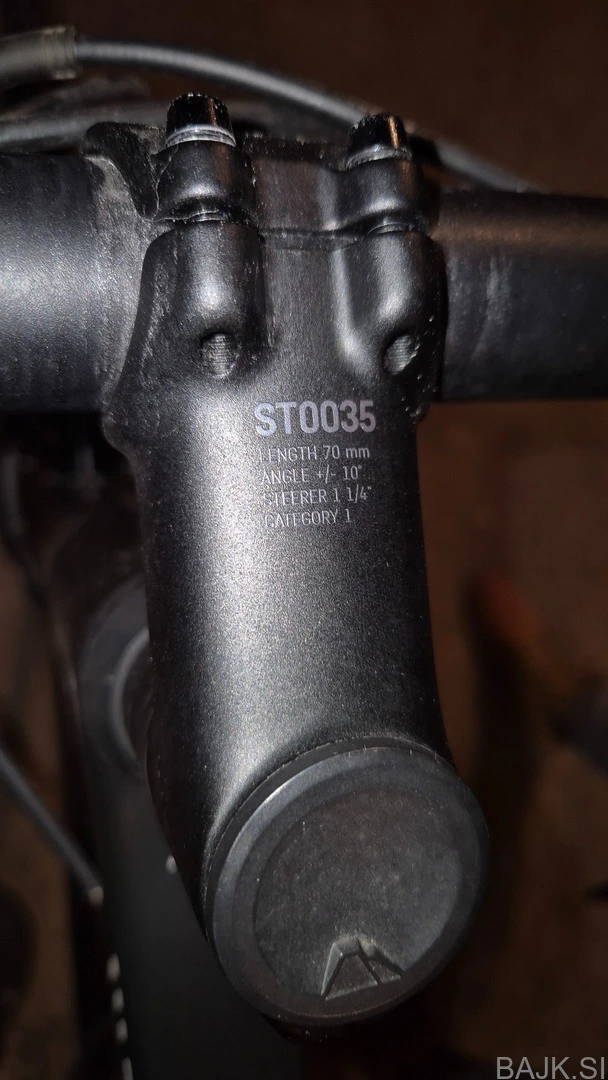 ST0035
LENGTH 70 mm
ANGLE +/- 10°
STEERER 1 1/4"
CATEGORY 1
BAJK.SI